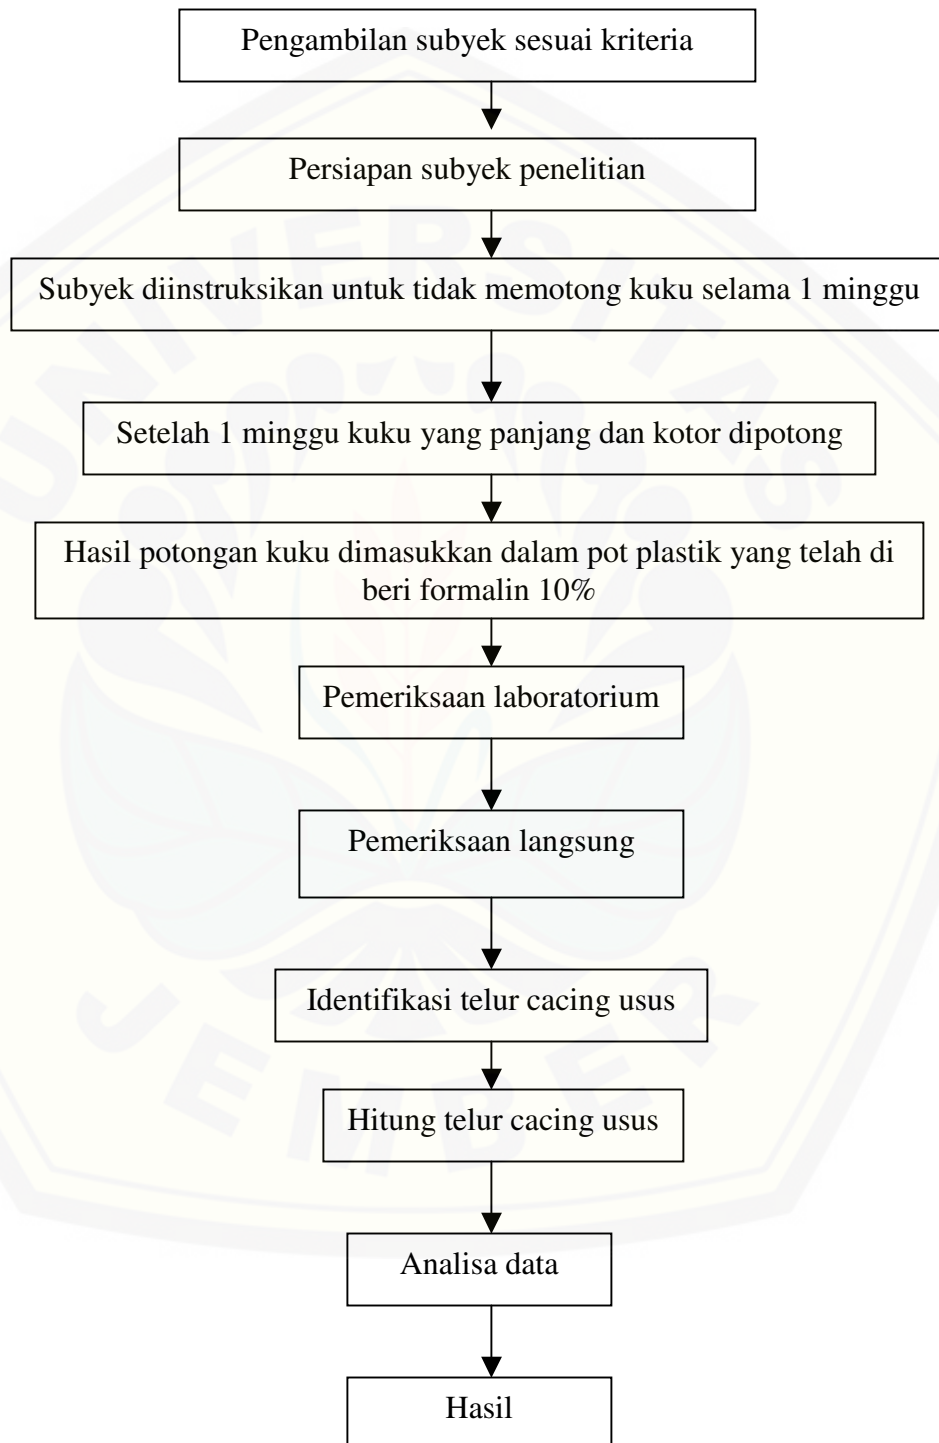 Pengambilan subyek sesuai kriteria
Persiapan subyek penelitian
Subyek diinstruksikan untuk tidak memotong kuku selama 1 minggu
Setelah 1 minggu kuku yang panjang dan kotor dipotong
Hasil potongan kuku dimasukkan dalam pot plastik yang telah di
beri formalin 10%
Pemeriksaan laboratorium
Pemeriksaan langsung
Identifikasi telur cacing usus
Hitung telur cacing usus
Analisa data
Hasil
UNIVERSITAS
JEMBER